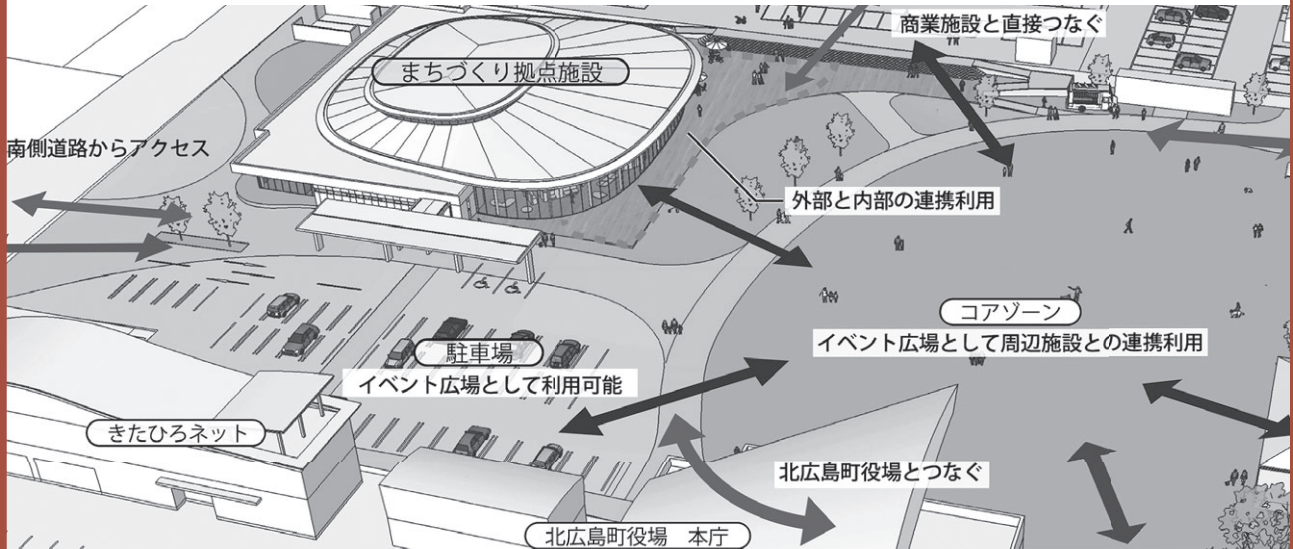 商業施設と直接つなぐ
まちづくり拠点施設
南側道路からアクセス
外部と内部の連携利用
コアゾーン
イベント広場として周辺施設との連携利用
駐車場
イベント広場として利用可能
きたひろネット
北広島町役場とつなぐ
北広島町役場 本庁